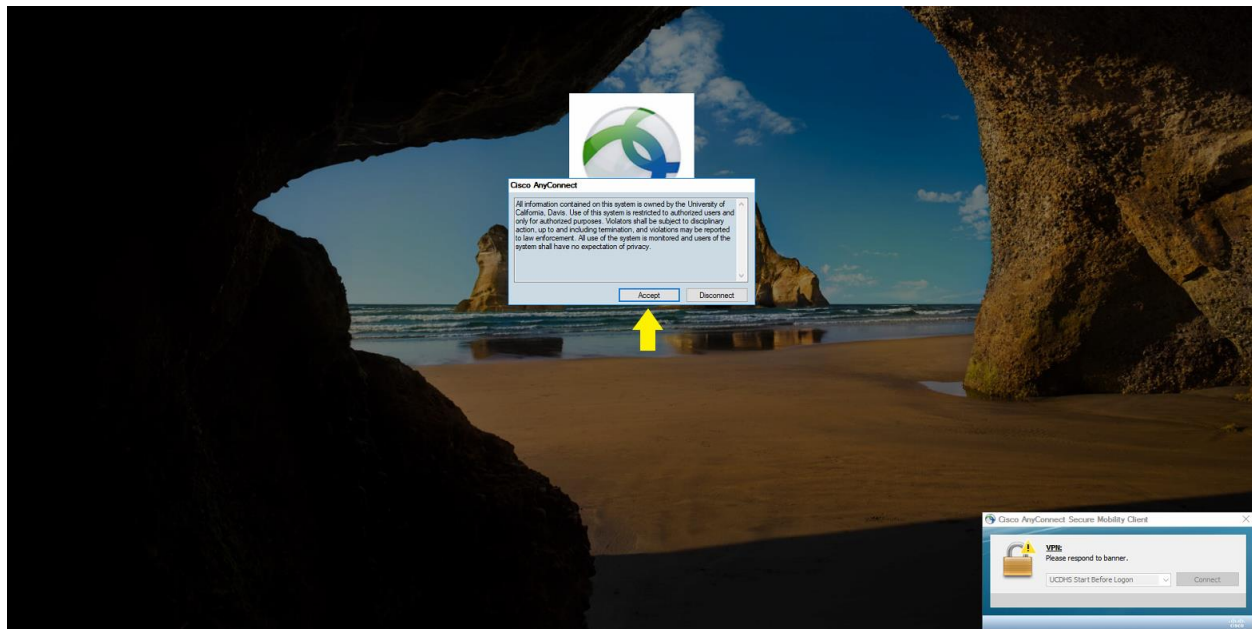 Cisco AnyConnect
All information contained on this system is owned by the University of
California, Davis. Use of this system is restricted to authorized users and
only for authorized purposes. Violators shall be subject to disciplinary
action, up to and including termination, and violations may be reported
to law enforcement. All use of the system is monitored and users of the
system shall have no expectation of privacy.
Accept Disconnect
Cisco AnyConnect Secure Mobility Client
VPN:
Please respond to banner.
UCDHS Start Before Logon Connect
CISCO